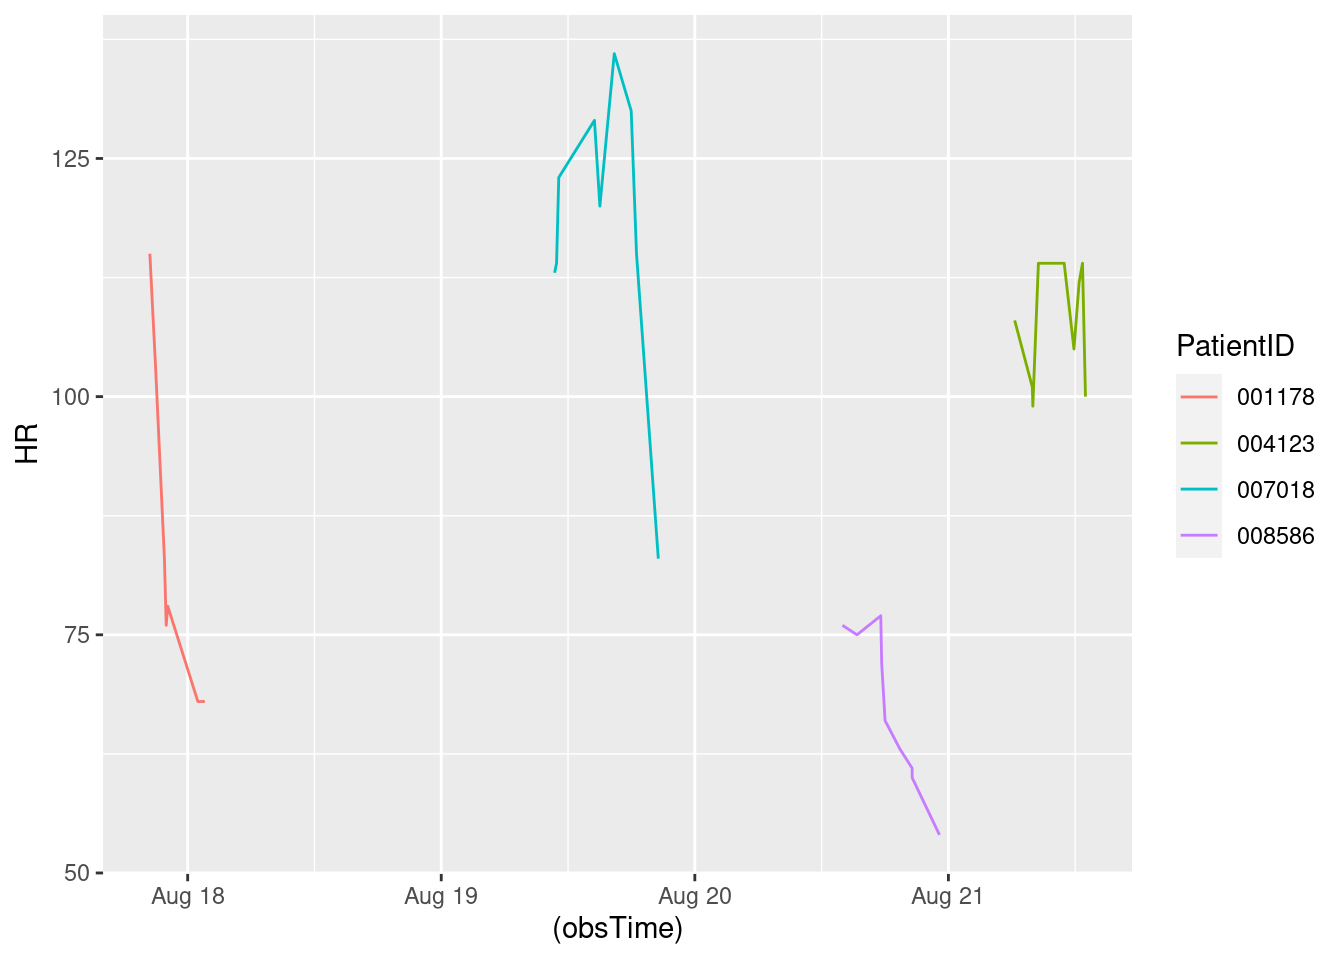 125
100
75
50
HR
Aug 18
Aug 19
Aug 20
Aug 21
(obsTime)
PatientID
001178
004123
007018
008586